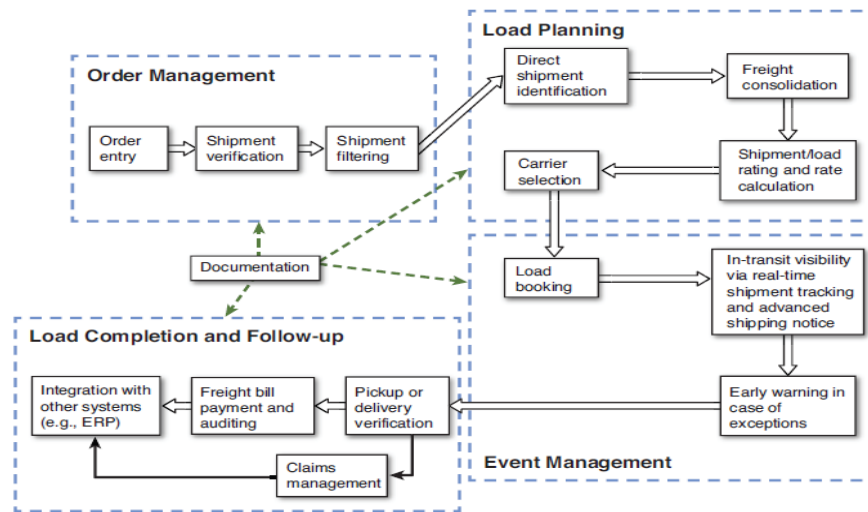 Order Management
Order
entry
Shipment
verification
Shipment
filtering
Load Planning
Direct
shipment
identification
Freight
consolidation
Shipment/load
rating and rate
calculation
Carrier
selection
Documentation
Load
booking
In-transit visibility
via real-time
shipment tracking
and advanced
shipping notice
Early warning in
case of
exceptions
Event Management
Load Completion and Follow-up
Pickup or
delivery
verification
Freight bill
payment and
auditing
Integration with
other systems
(e.g., ERP)
Claims
management